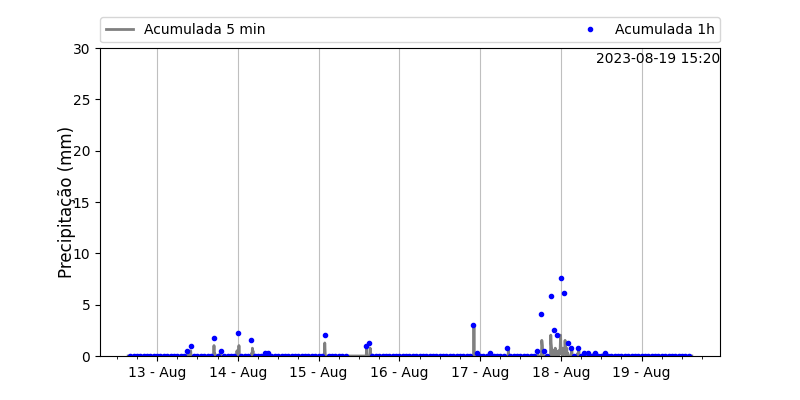 Acumulada 5 min
Acumulada 1h
2023-08-19 15:20
Precipitação (mm)
30
25
20
15
10
5
0
13 - Aug
14 - Aug
15 - Aug
16 - Aug
17 - Aug
18 - Aug
19 - Aug